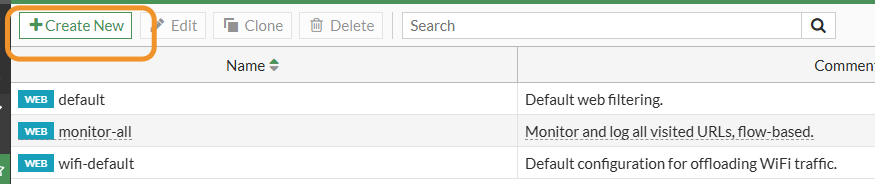 +Create New Edit Clone Delete Search
Name Commen
WEB default Default web filtering.
WEB monitor-all Monitor and log all visited URLs, flow-based.
WEB wifi-default Default configuration for offloading WiFi traffic.